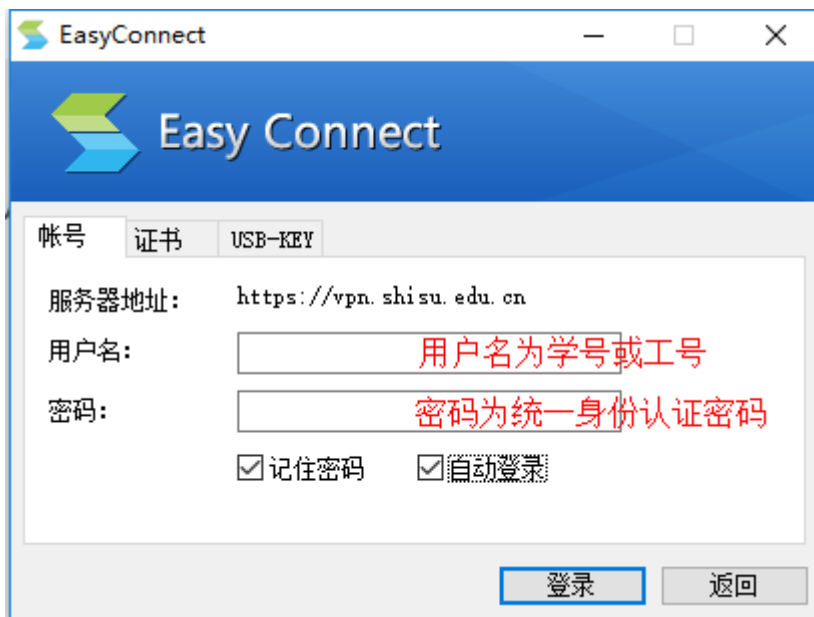 EasyConnect
Easy Connect
帐号 证书 USB-KEY
服务器地址: https://vpn.shisu.edu.cn
用户名: 用户名为学号或工号
密码: 密码为统一身份认证密码
记住密码 自动登录
登录 返回